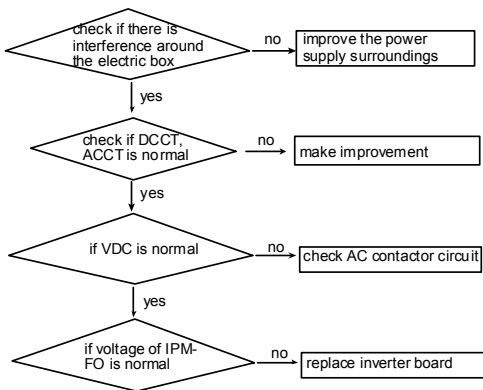 check if there is
interference around
the electric box
no
improve the power
supply surroundings
yes
check if DCCT,
ACCT is normal
no
make improvement
yes
if VDC is normal
no
check AC contactor circuit
yes
if voltage of IPM-
FO is normal
no
replace inverter board